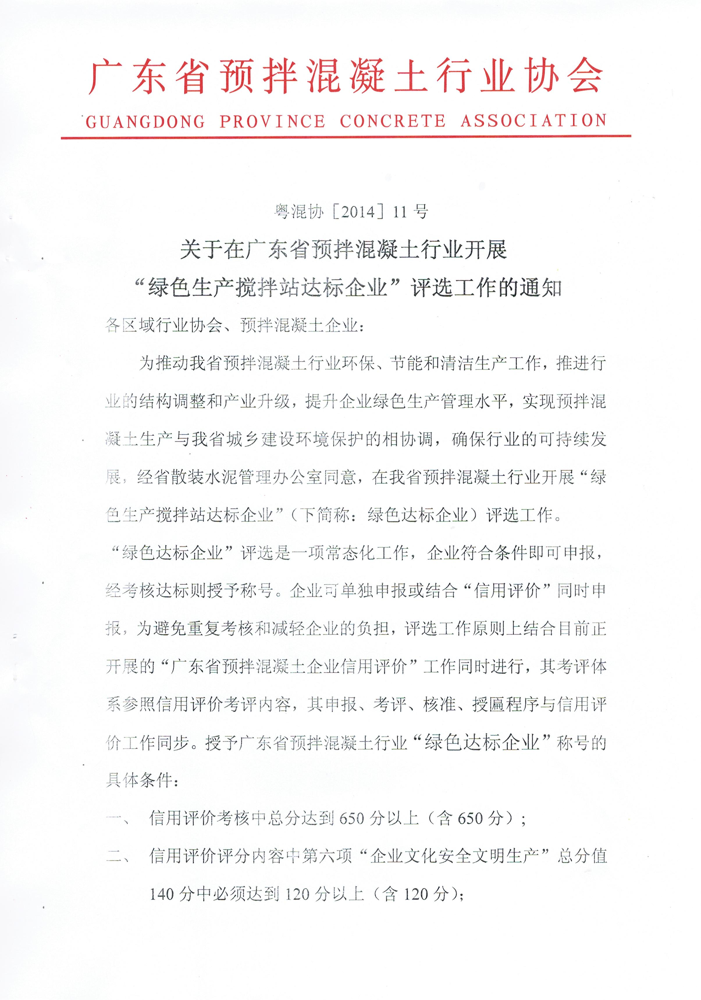 广东省预拌混凝土行业协会
GUANGDONG PROVINCE CONCRETE ASSOCIATION
粤混协［2014］11 号
关于在广东省预拌混凝土行业开展
“绿色生产搅拌站达标企业”评选工作的通知
各区域行业协会、预拌混凝土企业：
为推动我省预拌混凝土行业环保、节能和清洁生产工作，推进行
业的结构调整和产业升级，提升企业绿色生产管理水平，实现预拌混
凝土生产与我省城乡建设环境保护的相协调，确保行业的可持续发
展，经省散装水泥管理办公室同意，在我省预拌混凝土行业开展“绿
色生产搅拌站达标企业”（下简称：绿色达标企业）评选工作。
“绿色达标企业”评选是一项常态化工作，企业符合条件即可申报，
经考核达标则授予称号。企业可单独申报或结合“信用评价”同时申
报，为避免重复考核和减轻企业的负担，评选工作原则上结合目前正
开展的“广东省预拌混凝土企业信用评价”工作同时进行，其考评体
系参照信用评价考评内容，其申报、考评、核准、授匾程序与信用评
价工作同步。授予广东省预拌混凝土行业“绿色达标企业”称号的
具体条件：
一、 信用评价考核中总分达到 650 分以上（含 650 分）；
二、 信用评价评分内容中第六项“企业文化安全文明生产”总分值
140 分中必须达到 120 分以上（含 120 分）；